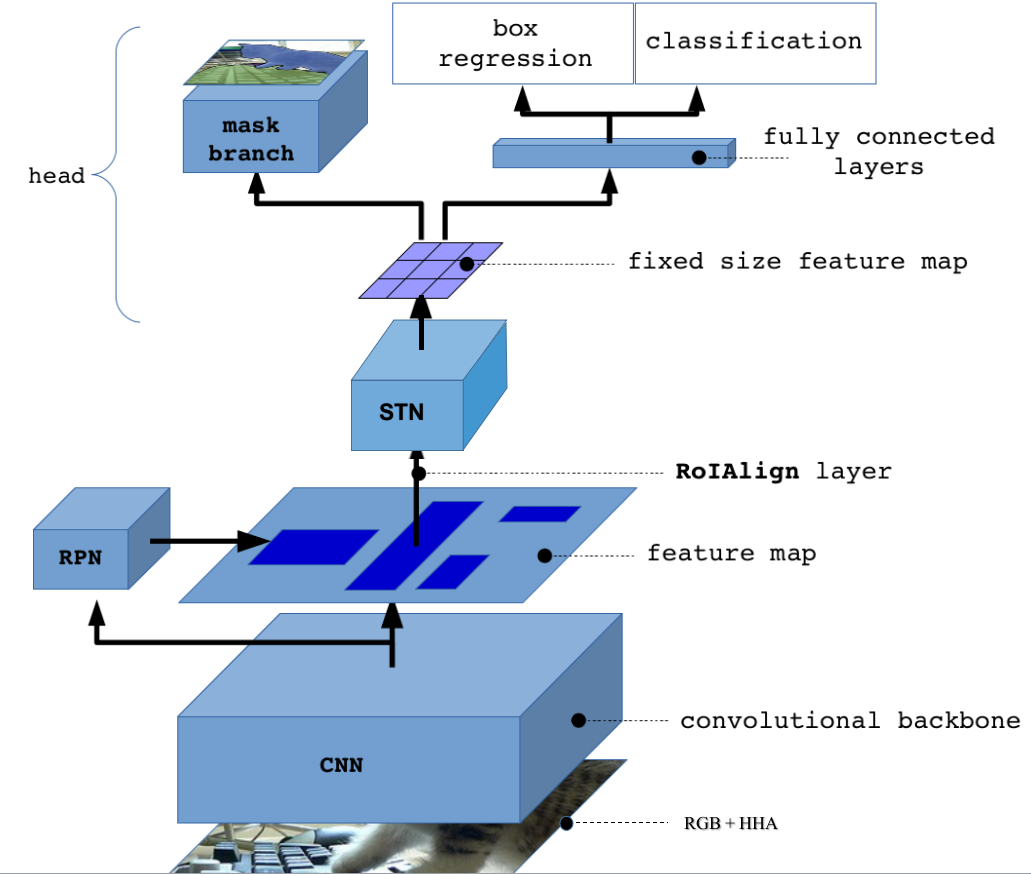 box
regression
classification
mask
branch
fully connected
layers
head
fixed size feature map
STN
RoIAlign layer
RPN
feature map
convolutional backbone
CNN
RGB + HHA